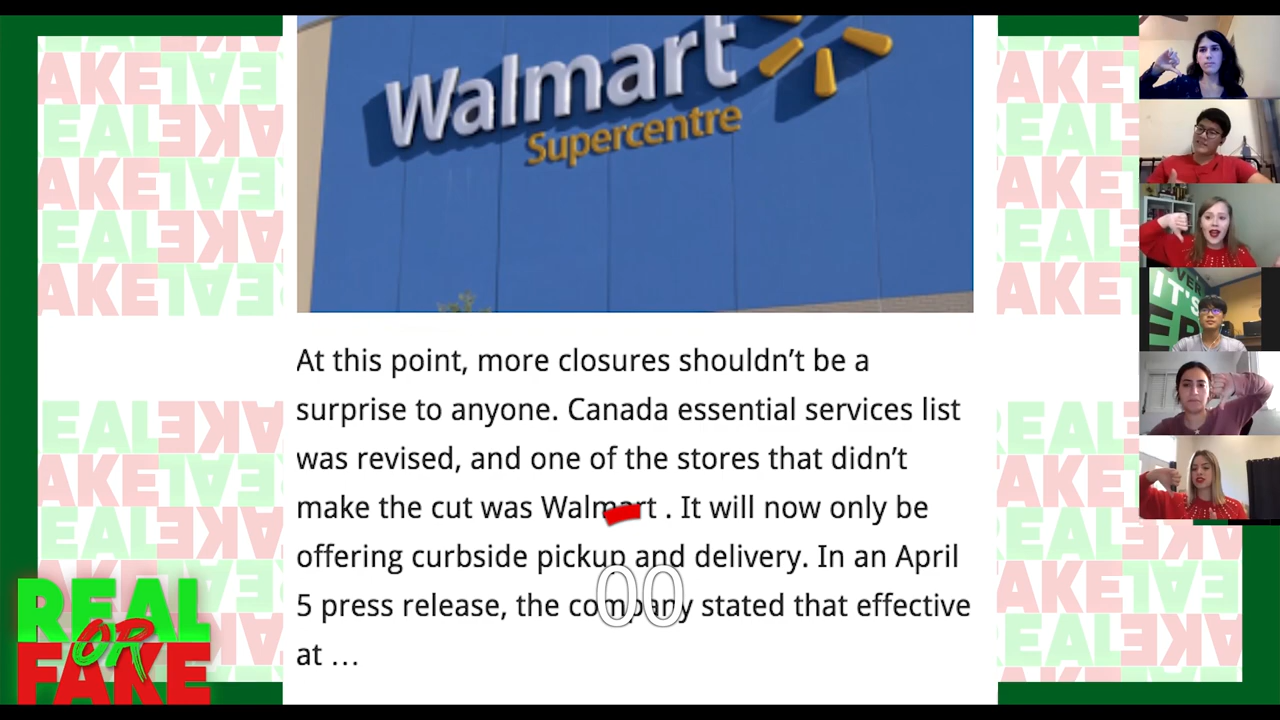 Walmart
Supercentre
At this point, more closures shouldn't be a
surprise to anyone. Canada essential services list
was revised, and one of the stores that didn't
make the cut was Walmart . It will now only be
offering curbside pickup and delivery. In an April
5 press release, the company stated that effective
at …
00
REAL
OR
FAKE